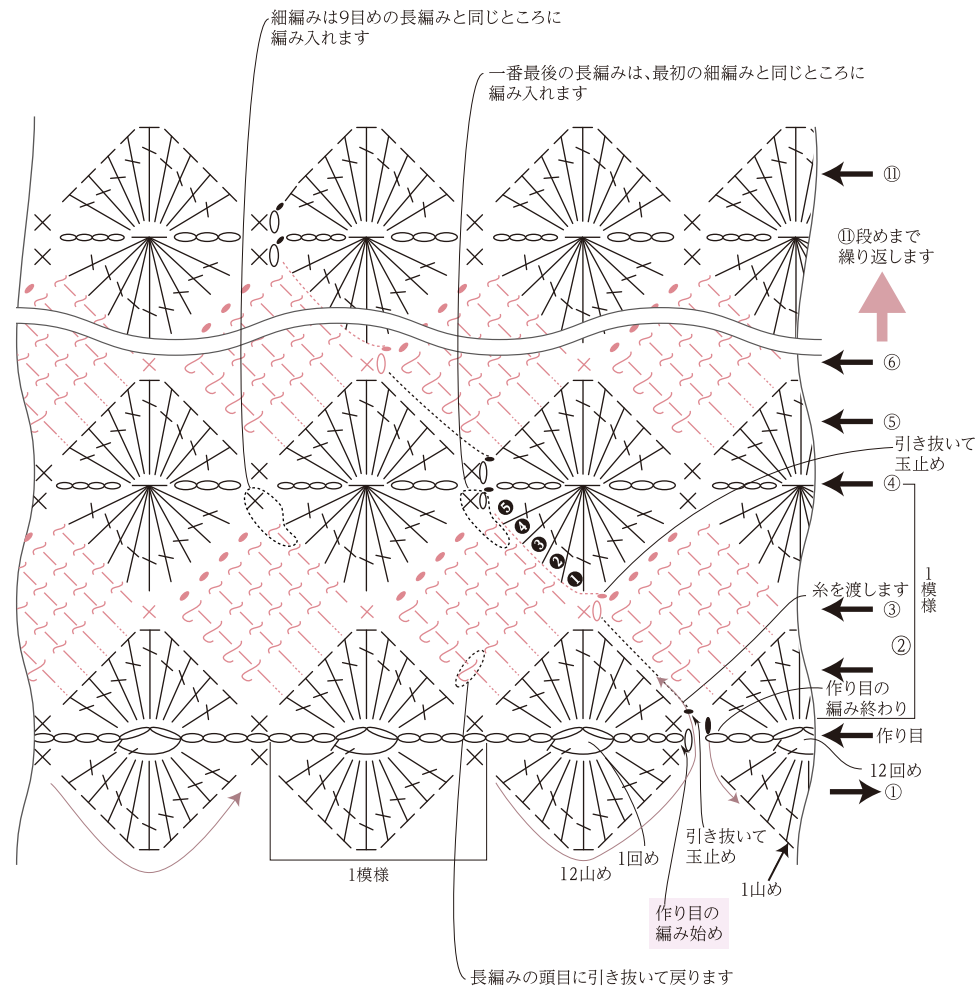 細編みは9目めの長編みと同じところに
編み入れます
一番最後の長編みは、最初の細編みと同じところに
編み入れます
⑪
⑪段めまで
繰り返します
⑥
⑤
引き抜いて
玉止め
④
❺
❹
❸
❷
❶
1模様
糸を渡します
③
②
作り目の
編み終わり
作り目
12回め
①
引き抜いて
玉止め
1回め
12山め
1模様
1山め
作り目の
編み始め
長編みの頭目に引き抜いて戻ります